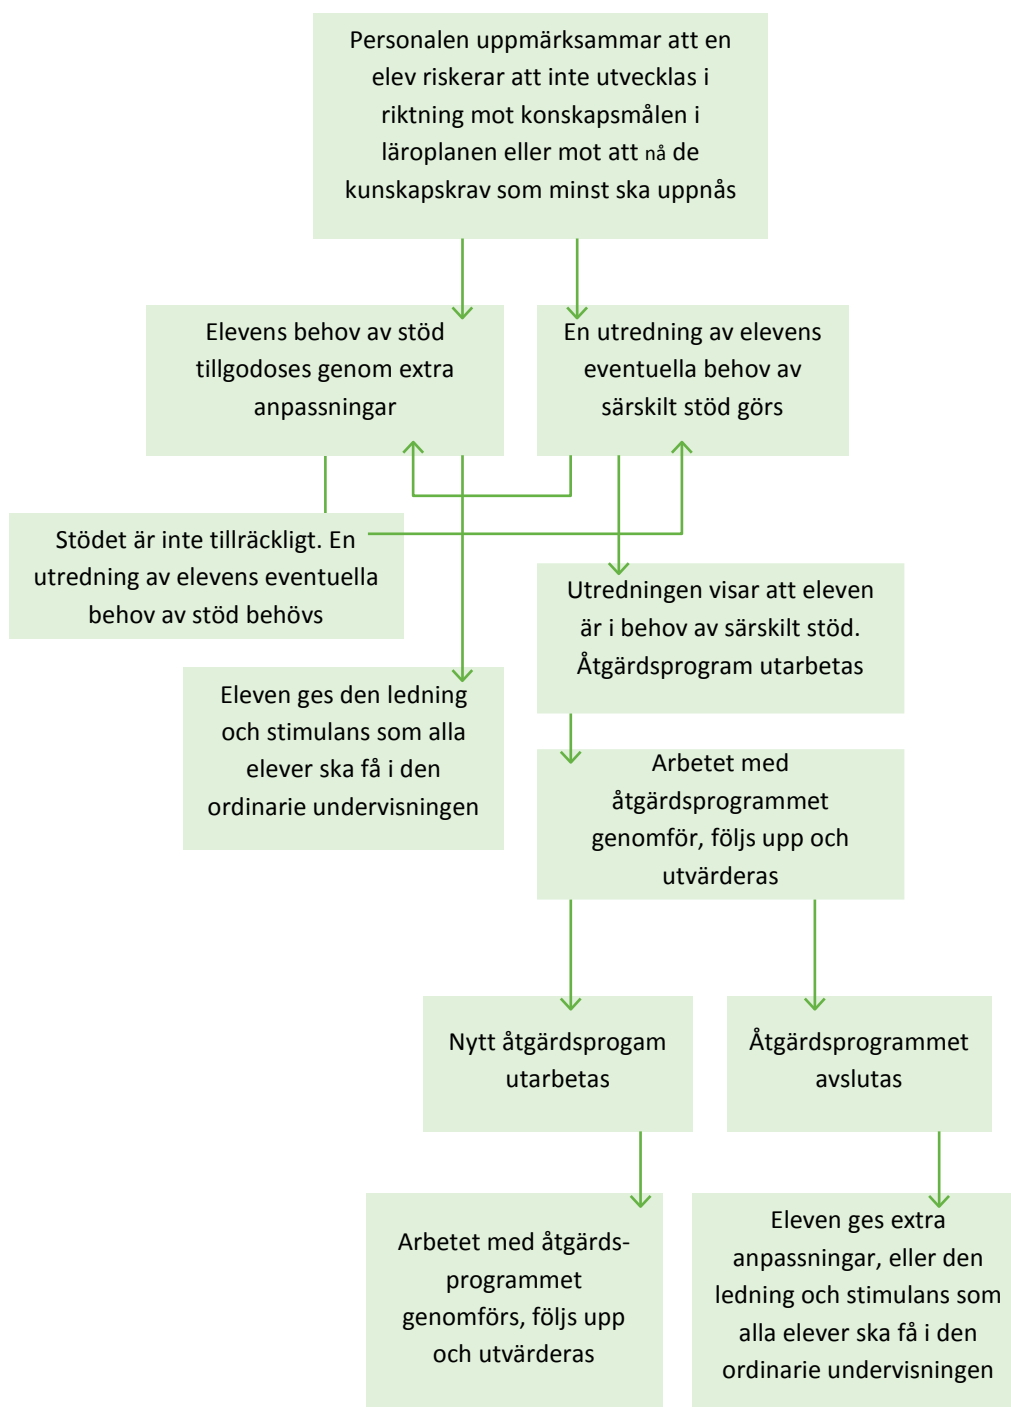 Personalen uppmärksammar att en
elev riskerar att inte utvecklas i
riktning mot konskapsmålen i
läroplanen eller mot att nå de
kunskapskrav som minst ska uppnås
Elevens behov av stöd
tillgodoses genom extra
anpassningar
En utredning av elevens
eventuella behov av
särskilt stöd görs
Stödet är inte tillräckligt. En
utredning av elevens eventuella
behov av stöd behövs
Utredningen visar att eleven
är i behov av särskilt stöd.
Åtgärdsprogram utarbetas
Eleven ges den ledning
och stimulans som alla
elever ska få i den
ordinarie undervisningen
Arbetet med
åtgärdsprogrammet
genomför, följs upp och
utvärderas
Nytt åtgärdsprogam
utarbetas
Åtgärdsprogrammet
avslutas
Arbetet med åtgärds-
programmet
genomförs, följs upp
och utvärderas
Eleven ges extra
anpassningar, eller den
ledning och stimulans som
alla elever ska få i den
ordinarie undervisningen